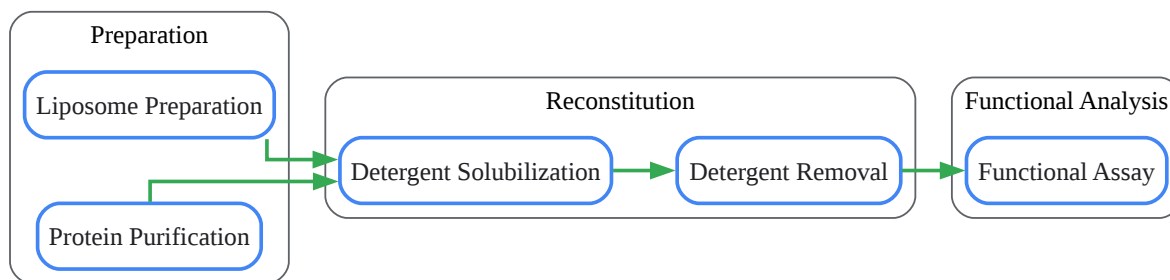 Preparation
Liposome Preparation
Protein Purification
Reconstitution
Detergent Solubilization
Detergent Removal
Functional Analysis
Functional Assay